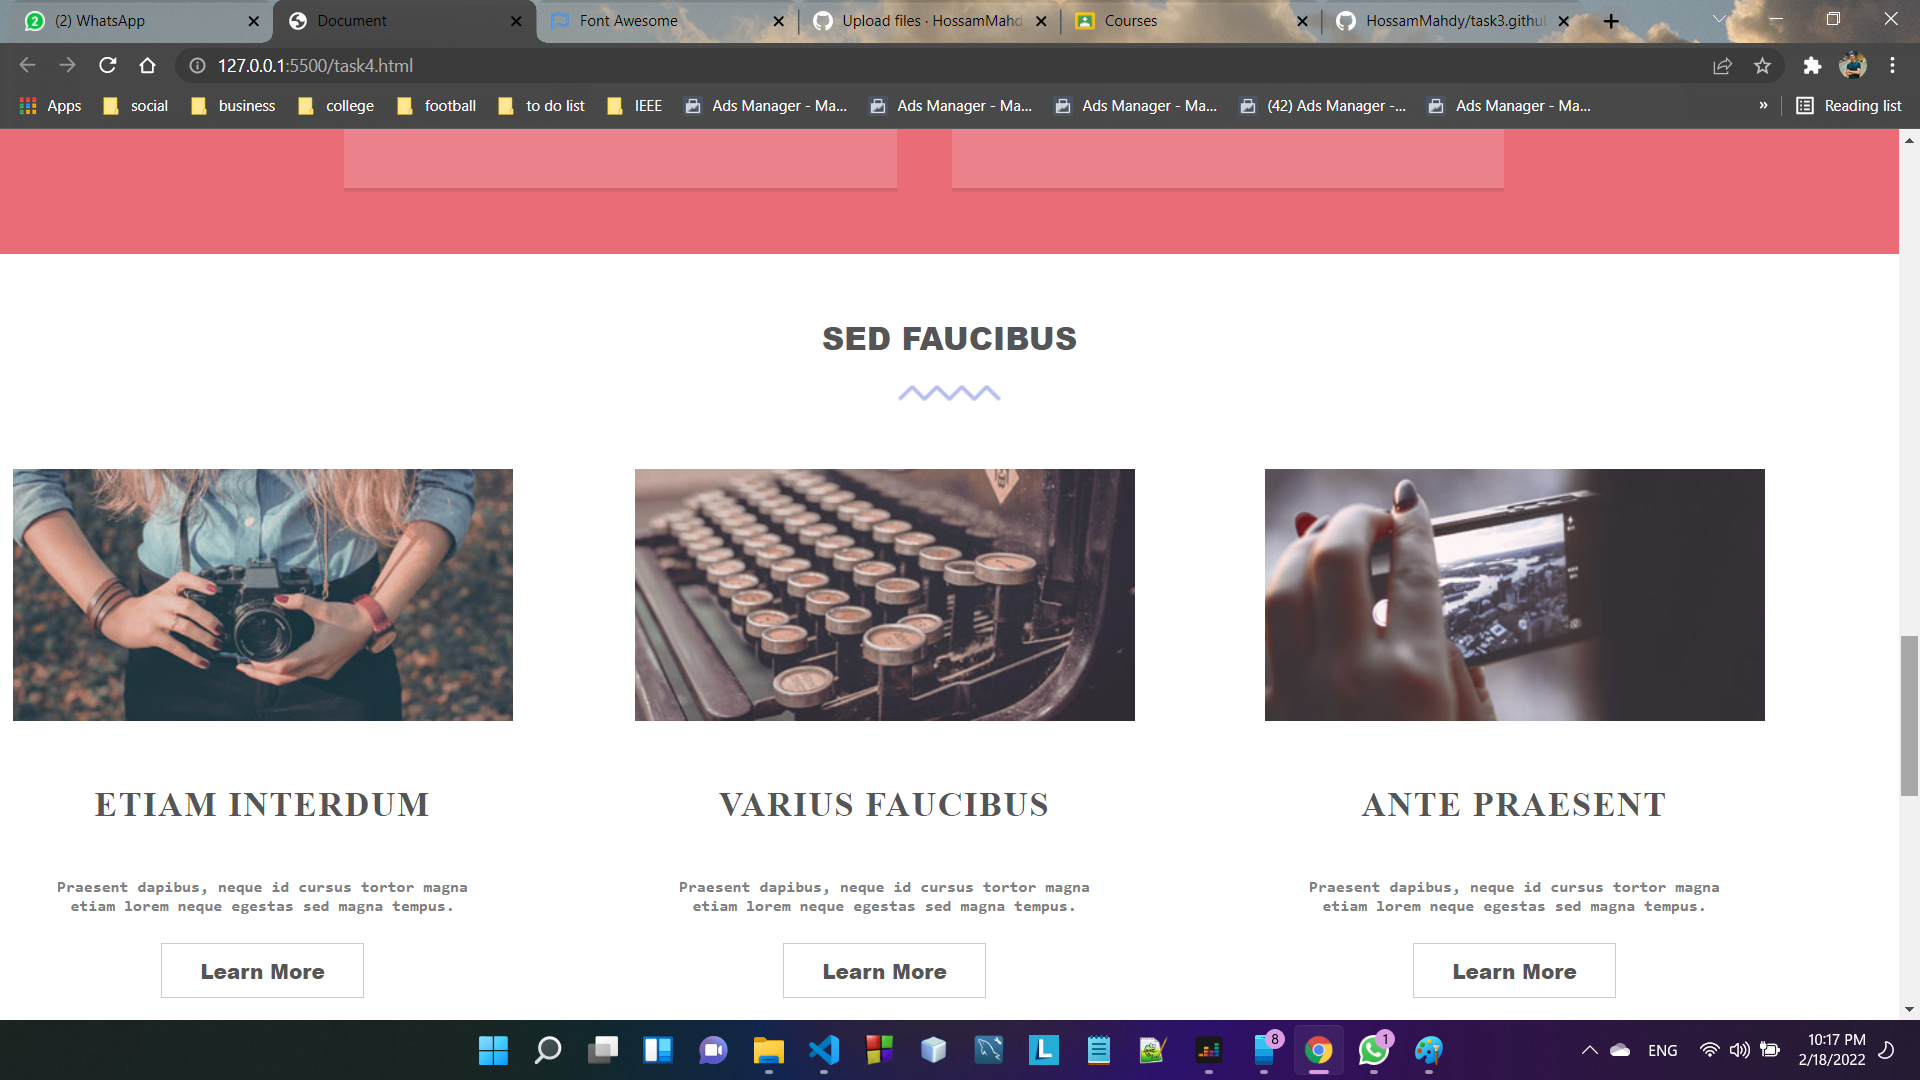 (2) WhatsApp
Document
Font Awesome
Upload files · HossamMahd
Courses
HossamMahdy/task3.github
127.0.0.1:5500/task4.html
Apps
social
business
college
football
to do list
IEEE
Ads Manager - Ma...
Ads Manager - Ma...
Ads Manager - Ma...
(42) Ads Manager -...
Ads Manager - Ma...
»
Reading list
SED FAUCIBUS
ETIAM INTERDUM
Praesent dapibus, neque id cursus tortor magna
etiam lorem neque egestas sed magna tempus.
Learn More
VARIUS FAUCIBUS
Praesent dapibus, neque id cursus tortor magna
etiam lorem neque egestas sed magna tempus.
Learn More
ANTE PRAESENT
Praesent dapibus, neque id cursus tortor magna
etiam lorem neque egestas sed magna tempus.
Learn More
L
8
1
ENG
10:17 PM
2/18/2022